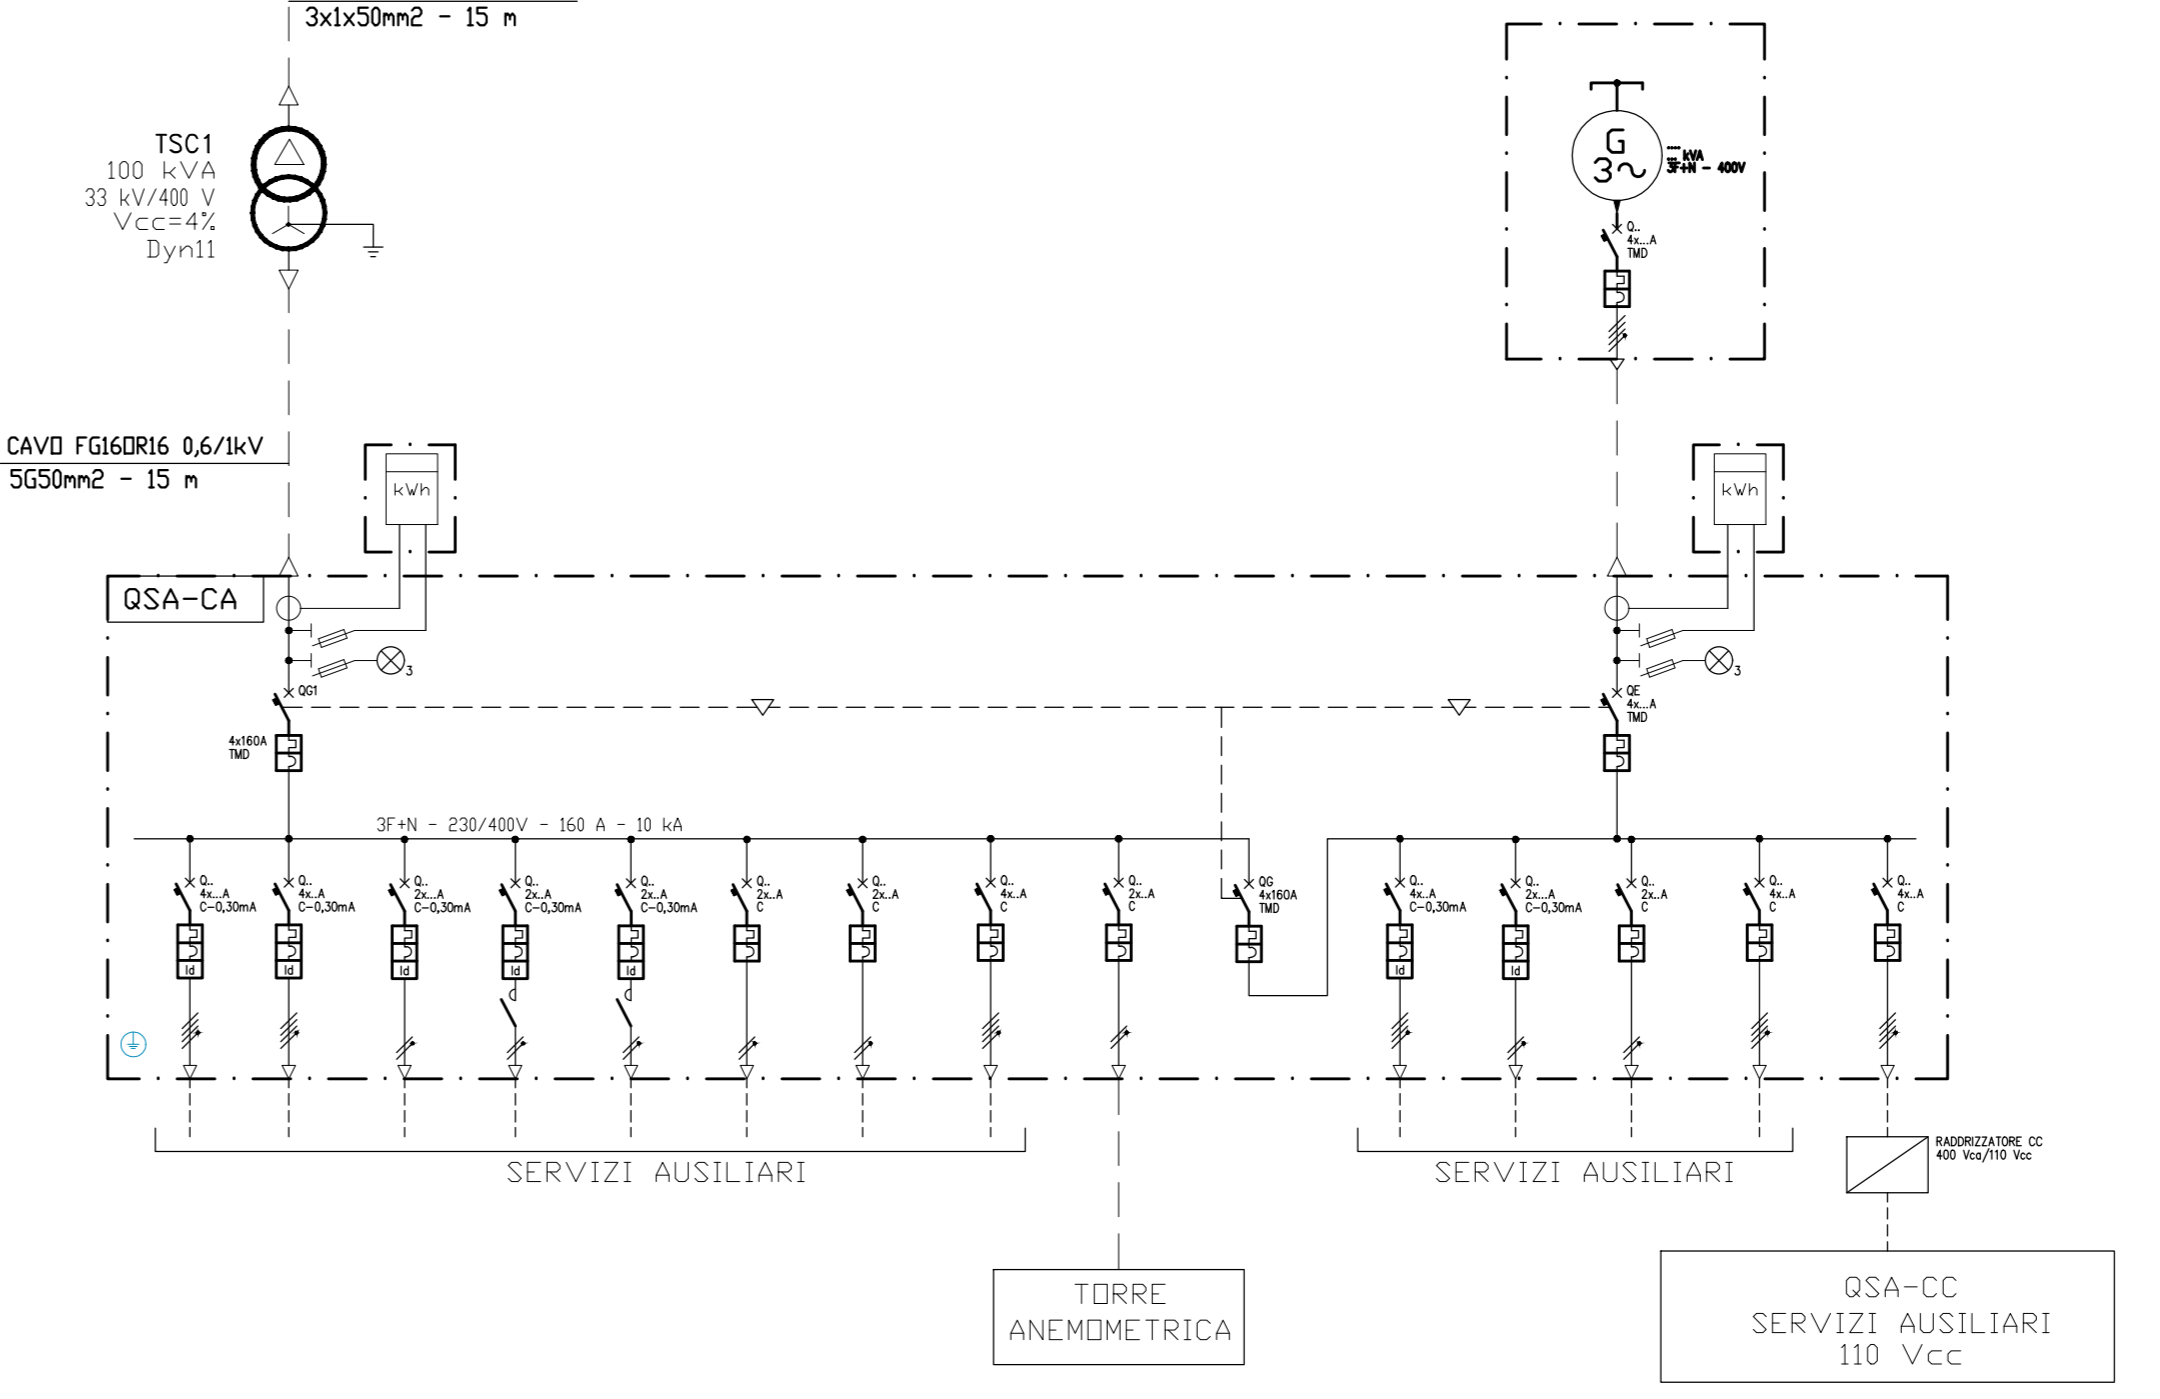 3x1x50mm2 - 15 m
TSC1
100 kVA
33 kV/400 V
Vcc=4%
Dyn11
G
3~
.... kVA
3F+N - 400V
Q..
4x...A
TMD
CAVO FG16OR16 0,6/1kV
5G50mm2 - 15 m
kWh
kWh
QSA-CA
3
3
QG1
4x160A
TMD
QE
4x...A
TMD
3F+N - 230/400V - 160 A - 10 kA
Q..
4x...A
C-0,30mA
Id
Q..
4x..A
C-0,30mA
Id
Q..
2x...A
C-0,30mA
Id
Q..
2x..A
C-0,30mA
Id
Q..
2x..A
C-0,30mA
Id
Q..
2x..A
C
Q..
2x..A
C
Q..
4x..A
C
Q..
2x..A
C
QG
4x160A
TMD
Q..
4x..A
C-0,30mA
Id
Q..
2x...A
C-0,30mA
Id
Q..
2x..A
C
Q..
4x..A
C
Q..
4x..A
C
SERVIZI AUSILIARI
SERVIZI AUSILIARI
RADDRIZZATORE CC
400 Vca/110 Vcc
TORRE
ANEMOMETRICA
QSA-CC
SERVIZI AUSILIARI
110 Vcc